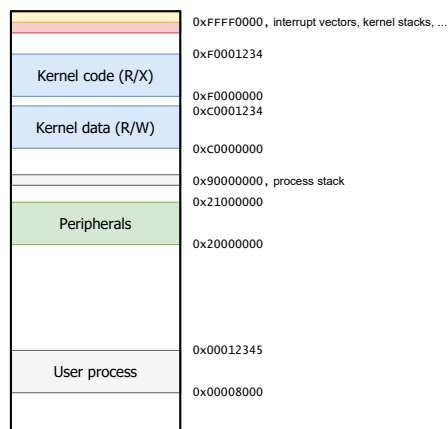 0xFFFF0000, interrupt vectors, kernel stacks, ...
0xF0001234
Kernel code (R/X)
0xF0000000
0xC0001234
Kernel data (R/W)
0xC0000000
0x90000000, process stack
0x21000000
Peripherals
0x20000000
0x00012345
User process
0x00008000